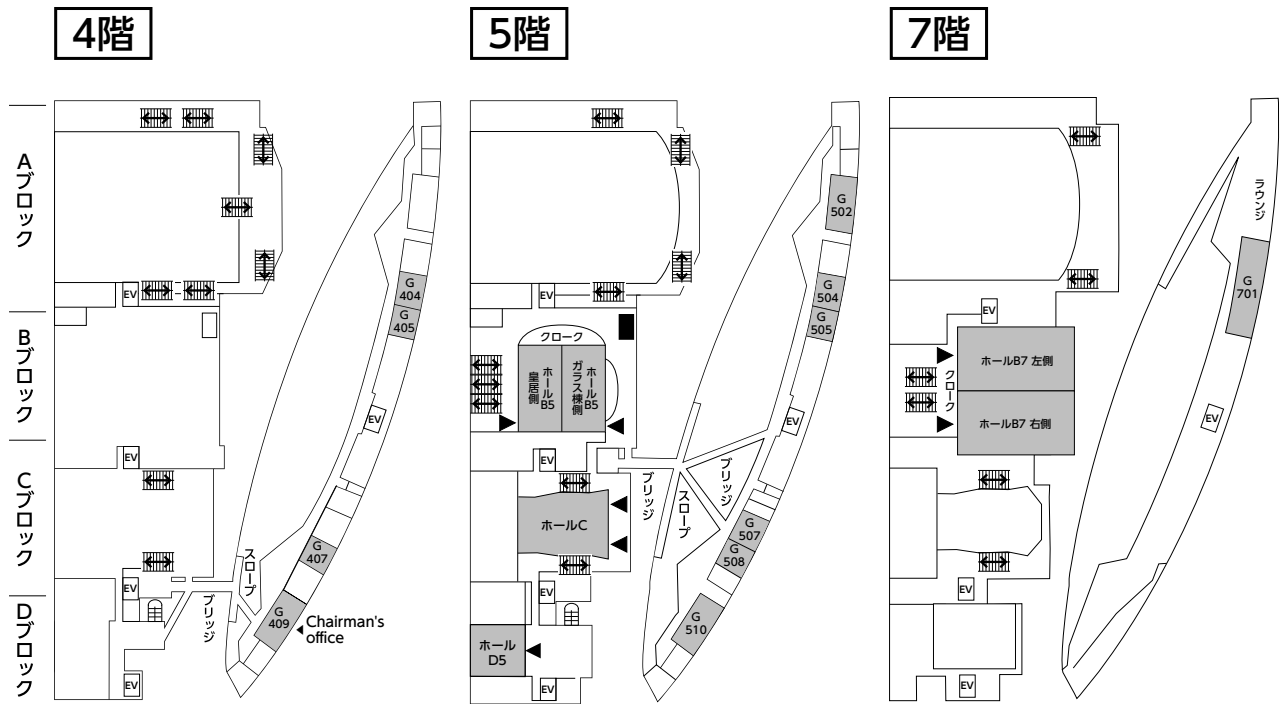 4階
5階
7階
Aブロック
Bブロック
Cブロック
Dブロック
EV
G
404
G
405
EV
EV
G
407
EV
スロープ
ブリッジ
G
409
Chairman's
office
EV
G
502
EV
G
504
G
505
クローク
ホールB5
皇居側
ホールB5
ガラス棟側
EV
EV
ブリッジ
スロープ
ブリッジ
ホールC
G
507
G
508
EV
G
510
ホール
D5
EV
ラウンジ
G
701
EV
ホールB7 左側
クローク
ホールB7 右側
EV
EV
EV